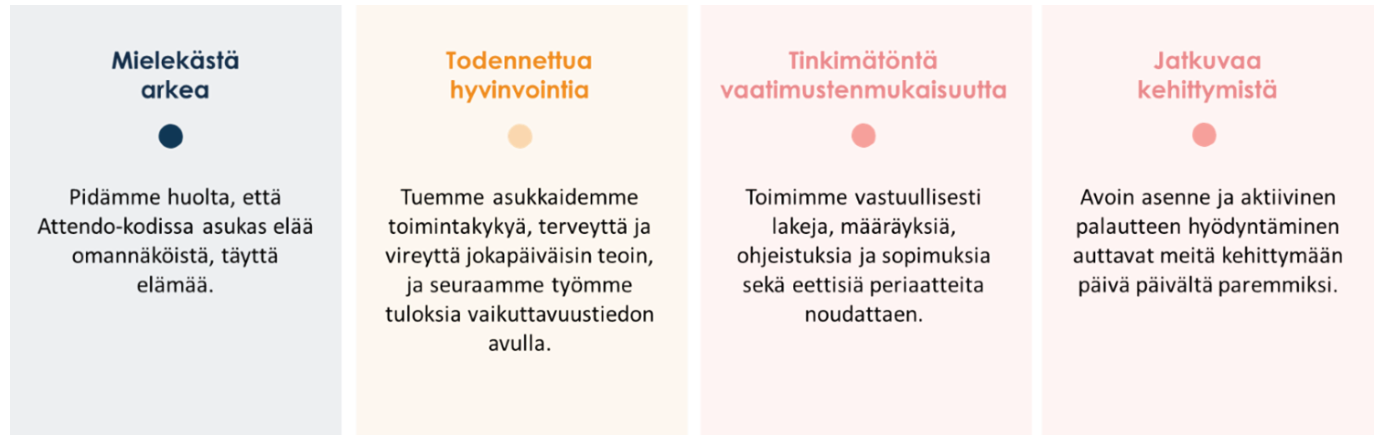 Mielekästä
arkea
Pidämme huolta, että
Attendo-kodissa asukas elää
omannäköistä, täyttä
elämää.
Todennettua
hyvinvointia
Tuemme asukkaidemme
toimintakykyä, terveyttä ja
vireyttä jokapäiväisin teoin,
ja seuraamme työmme
tuloksia vaikuttavuustiedon
avulla.
Tinkimätöntä
vaatimustenmukaisuutta
Toimimme vastuullisesti
lakeja, määräyksiä,
ohjeistuksia ja sopimuksia
sekä eettisiä periaatteita
noudattaen.
Jatkuvaa
kehittymistä
Avoin asenne ja aktiivinen
palautteen hyödyntäminen
auttavat meitä kehittymään
päivä päivältä paremmiksi.